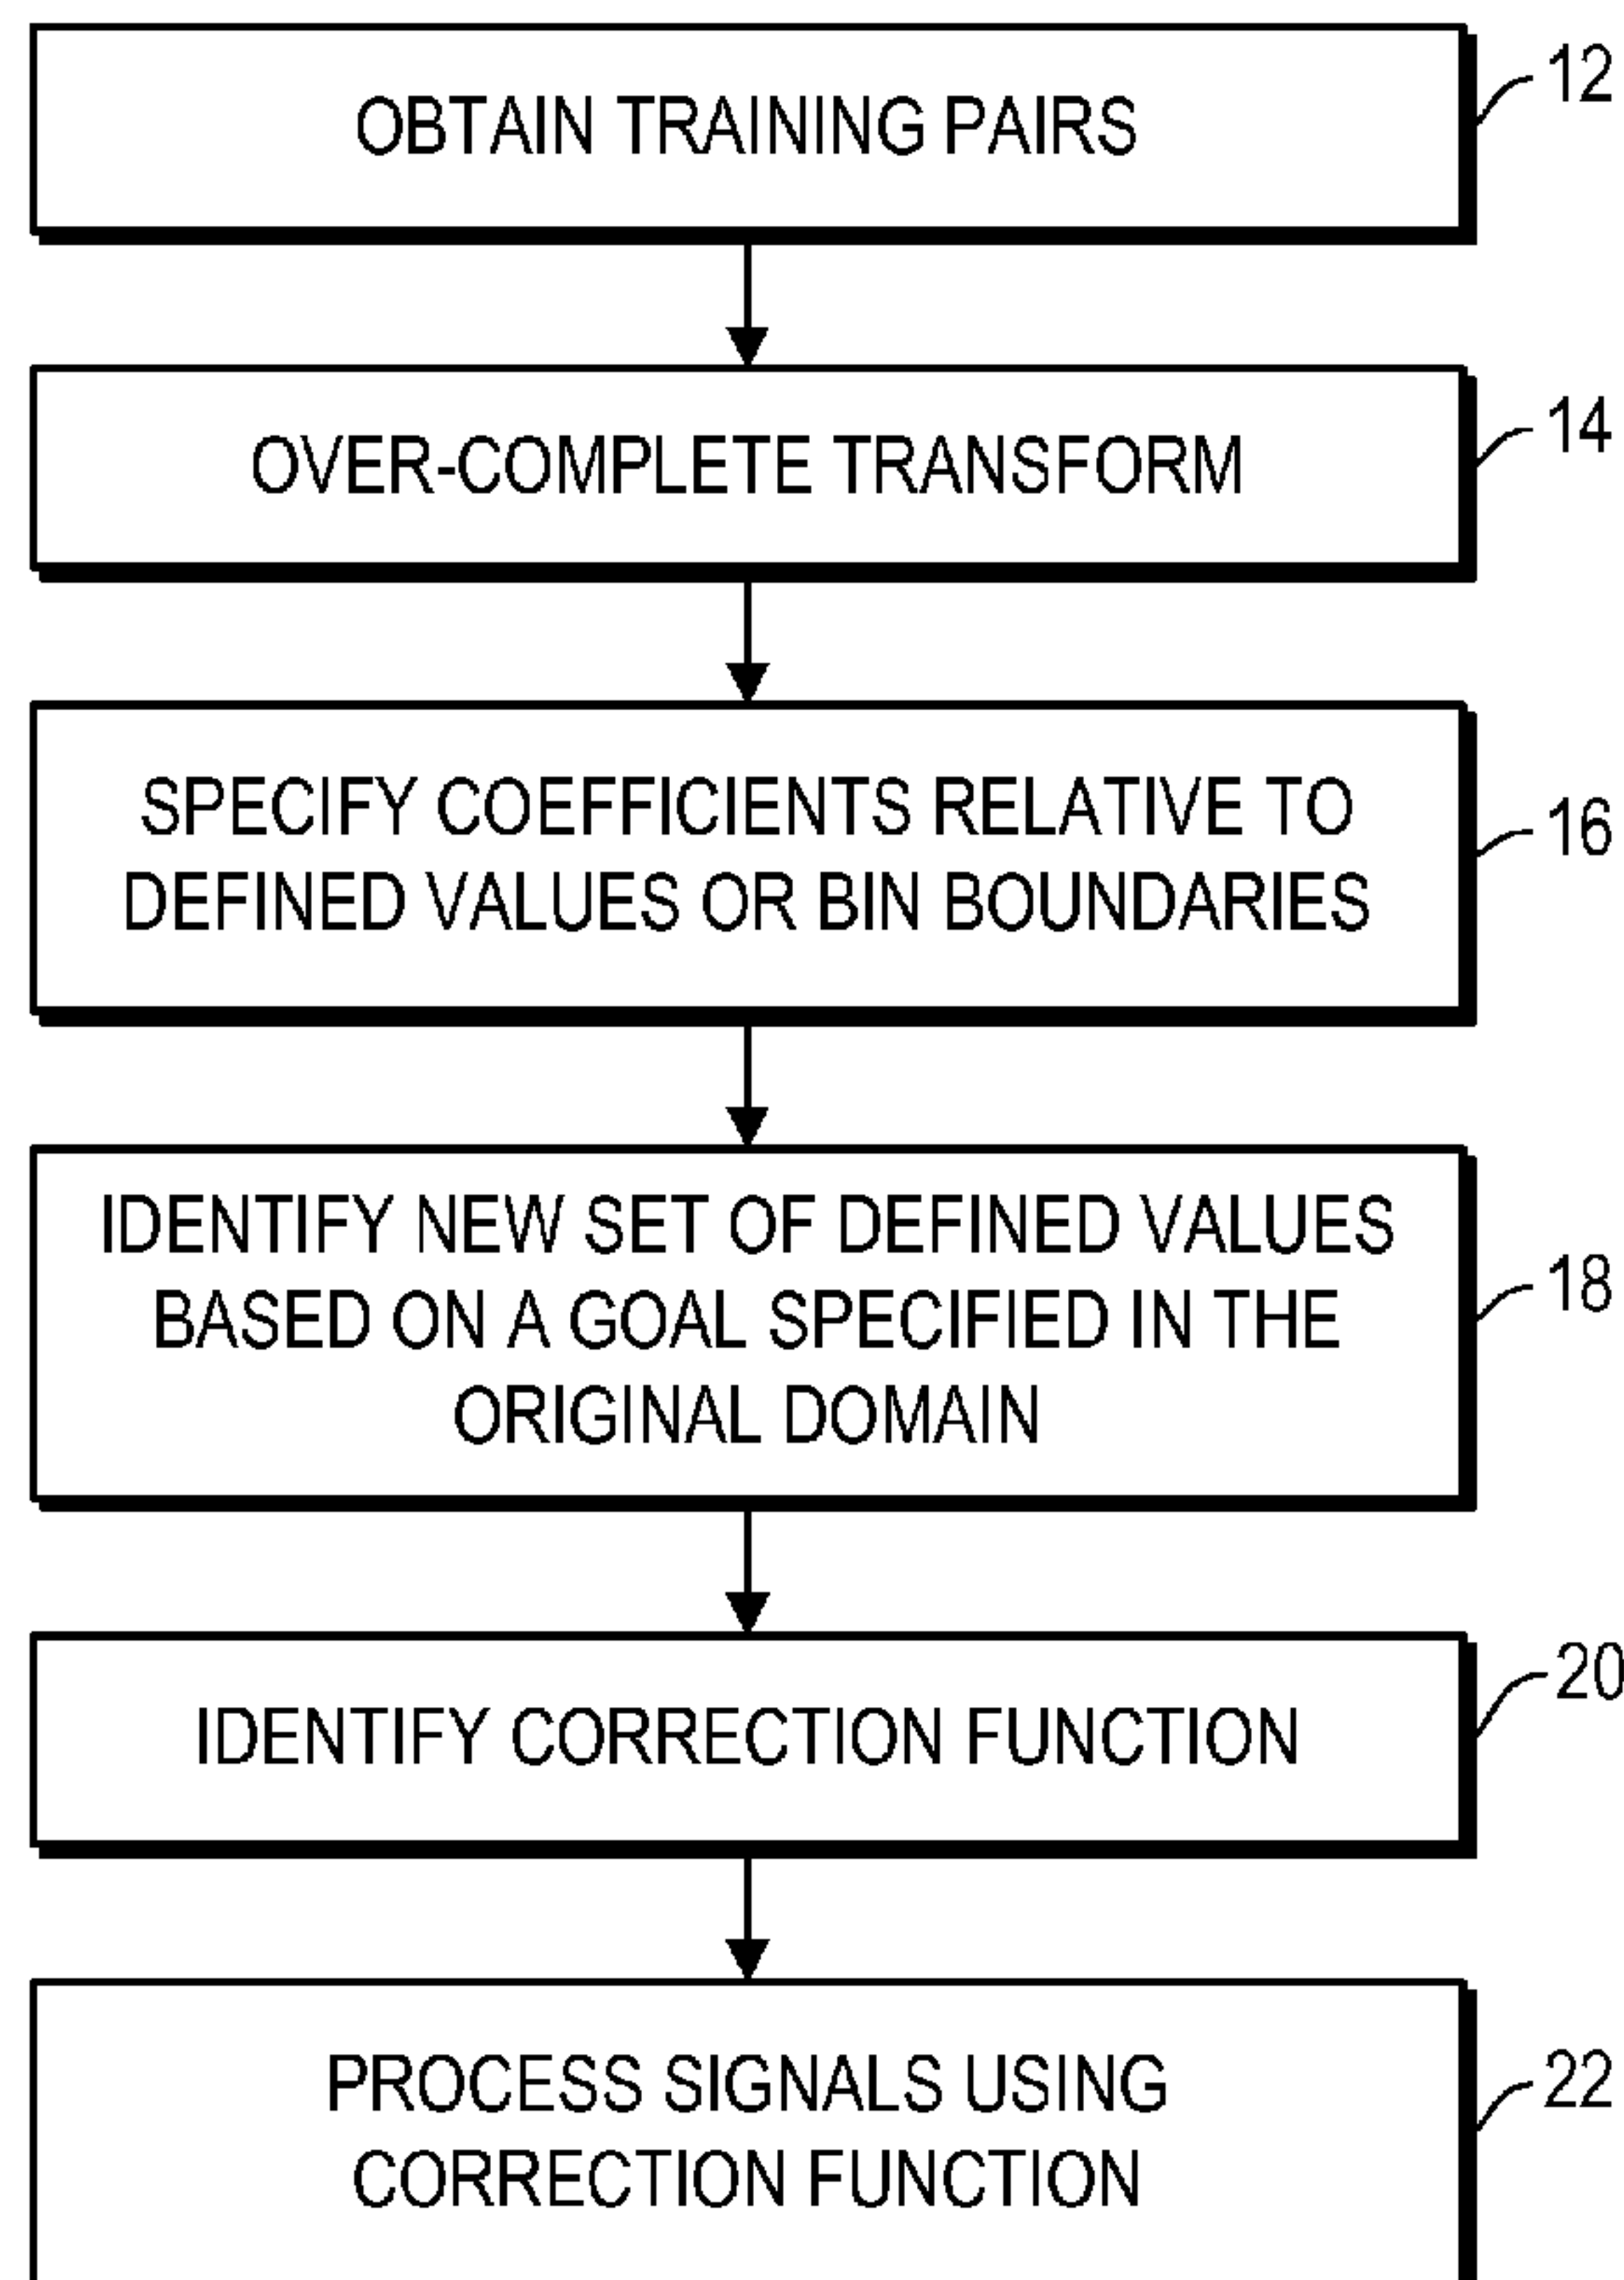 OBTAIN TRAINING PAIRS
12
OVER-COMPLETE TRANSFORM
14
SPECIFY COEFFICIENTS RELATIVE TO
DEFINED VALUES OR BIN BOUNDARIES
16
IDENTIFY NEW SET OF DEFINED VALUES
BASED ON A GOAL SPECIFIED IN THE
ORIGINAL DOMAIN
18
IDENTIFY CORRECTION FUNCTION
20
PROCESS SIGNALS USING
CORRECTION FUNCTION
22